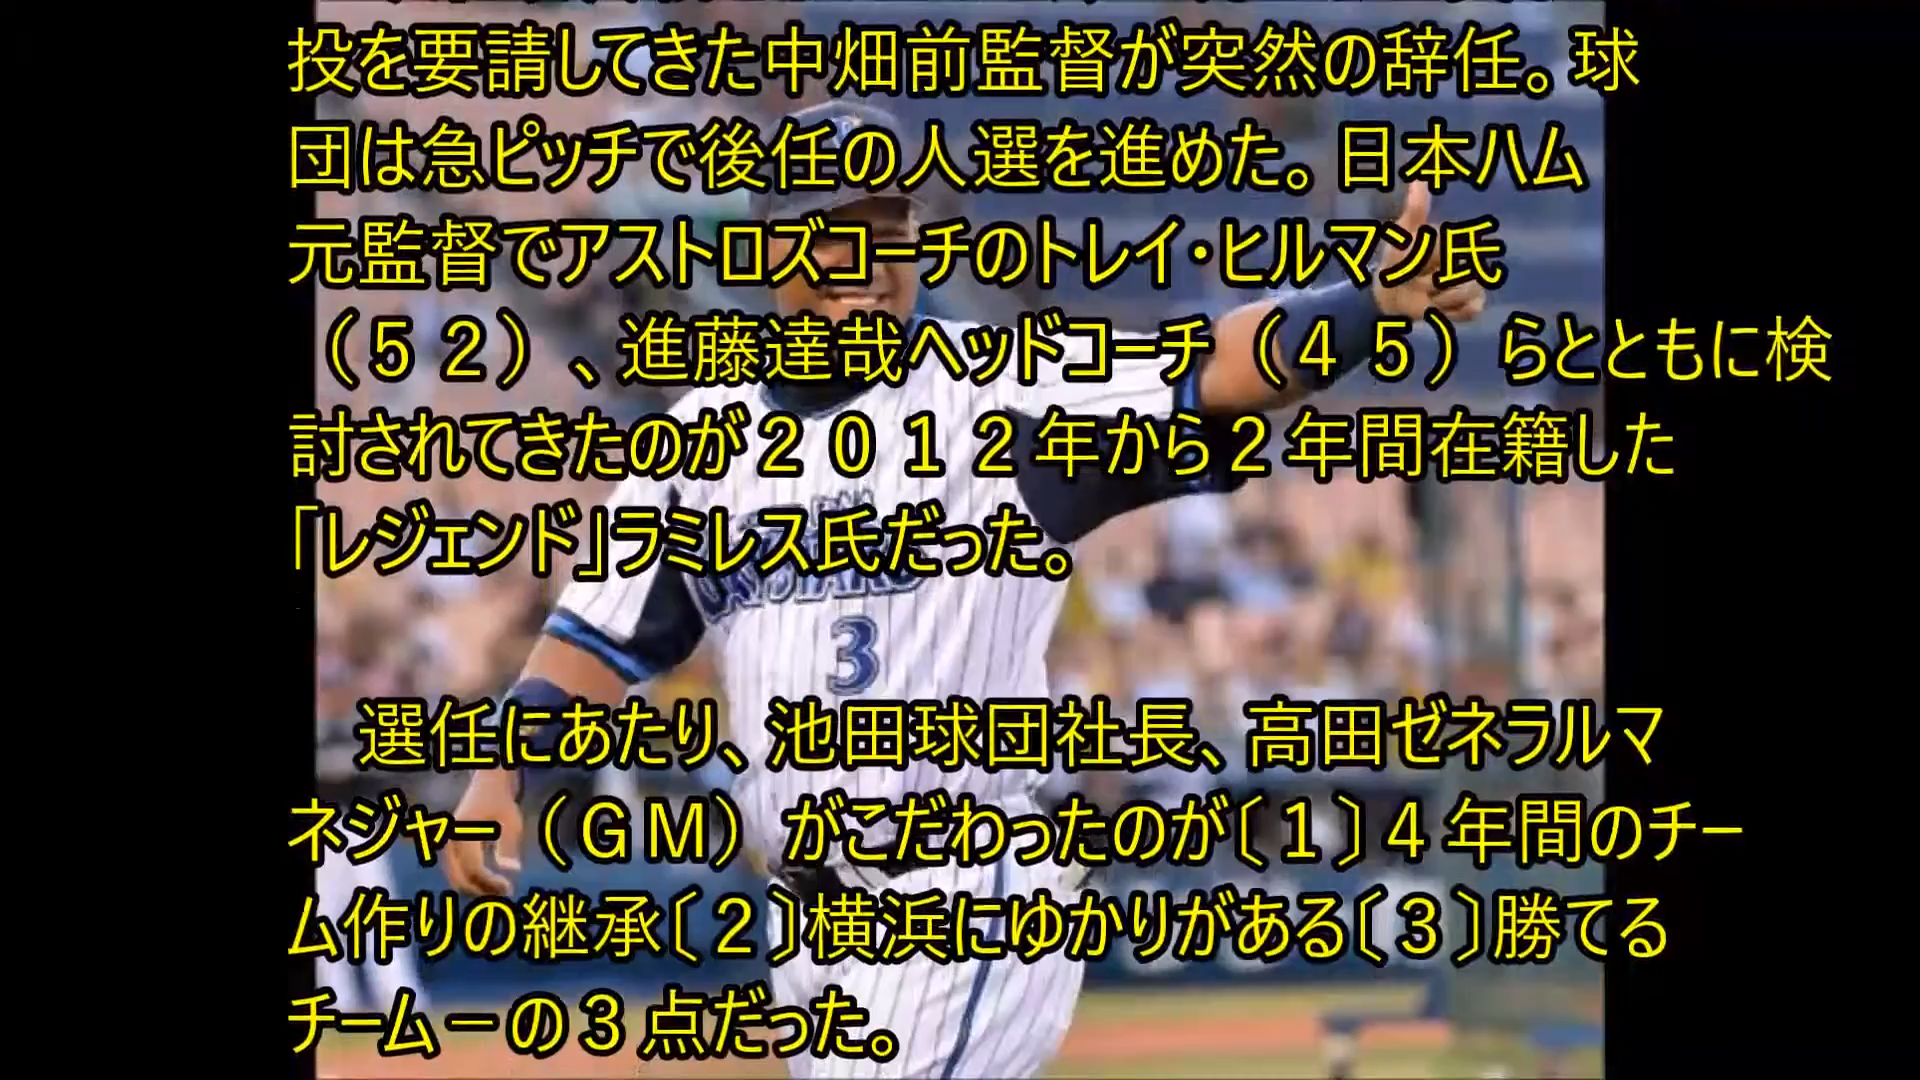 投を要請してきた中畑前監督が突然の辞任。球
団は急ピッチで後任の人選を進めた。日本ハム
元監督でアストロズコーチのトレイ・ヒルマン氏
（５２）、進藤達哉ヘッドコーチ（４５）らとともに検
討されてきたのが２０１２年から２年間在籍した
「レジェンド」ラミレス氏だった。
選任にあたり、池田球団社長、高田ゼネラルマ
ネジャー（ＧＭ）がこだわったのが〔１〕４年間のチー
ム作りの継承〔２〕横浜にゆかりがある〔３〕勝てる
チーム－の３点だった。
3